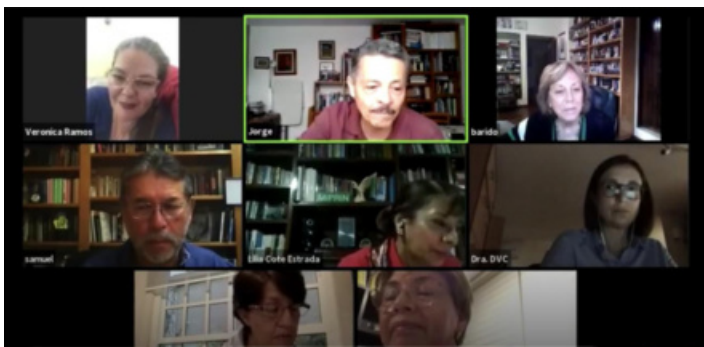 Veronica Ramos
Jorge
barido
samuel
Lilia Cote Estrada
Dra. DVC